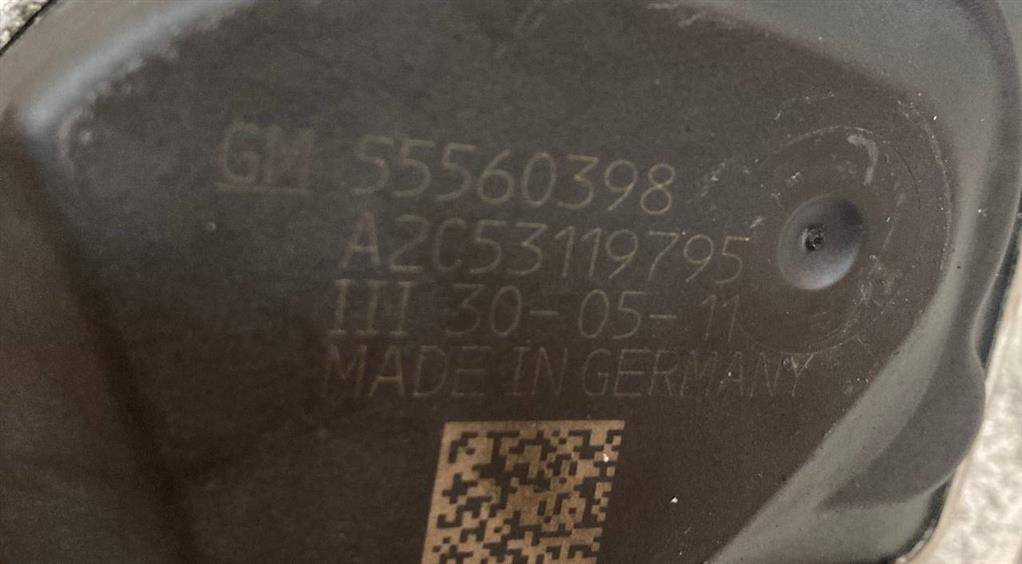 GM 55560398
A2C53119795
III 30-05-11
MADE IN GERMANY